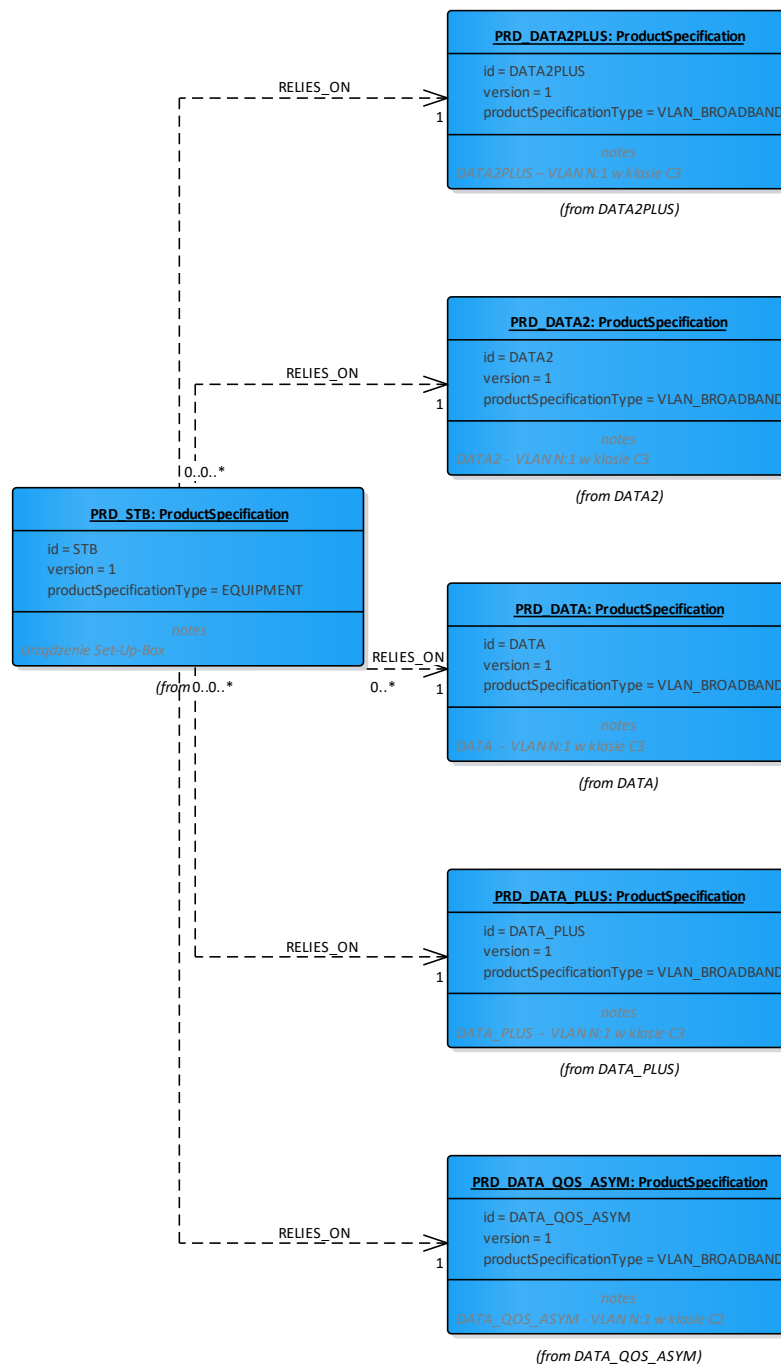 PRD_DATA2PLUS: ProductSpecification
id = DATA2PLUS
version = 1
productSpecificationType = VLAN_BROADBAND
notes
DATA2PLUS – VLAN N:1 w klasie C3
(from DATA2PLUS)
RELIES_ON
1
PRD_DATA2: ProductSpecification
id = DATA2
version = 1
productSpecificationType = VLAN_BROADBAND
notes
DATA2 - VLAN N:1 w klasie C3
(from DATA2)
RELIES_ON
1
0..0..*
PRD_STB: ProductSpecification
id = STB
version = 1
productSpecificationType = EQUIPMENT
notes
Urządzenie Set-Up-Box
(from 0..0..*
RELIES_ON
0..*
1
PRD_DATA: ProductSpecification
id = DATA
version = 1
productSpecificationType = VLAN_BROADBAND
notes
DATA - VLAN N:1 w klasie C3
(from DATA)
PRD_DATA_PLUS: ProductSpecification
id = DATA_PLUS
version = 1
productSpecificationType = VLAN_BROADBAND
notes
DATA_PLUS - VLAN N:1 w klasie C3
(from DATA_PLUS)
RELIES_ON
1
PRD_DATA_QOS_ASYM: ProductSpecification
id = DATA_QOS_ASYM
version = 1
productSpecificationType = VLAN_BROADBAND
notes
DATA_QOS_ASYM - VLAN N:1 w klasie C2
(from DATA_QOS_ASYM)
RELIES_ON
1